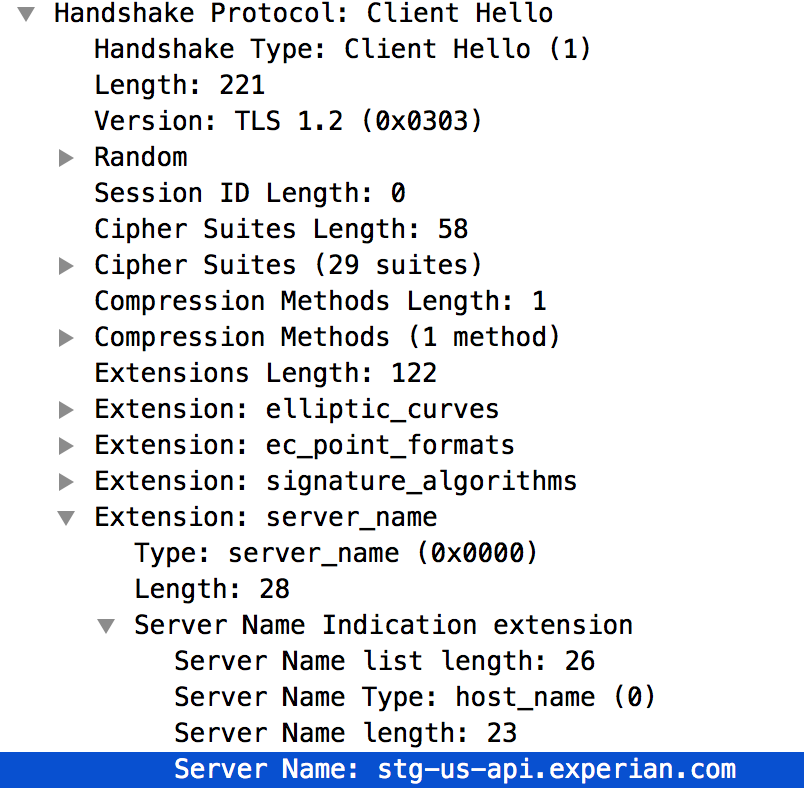 Handshake Protocol: Client Hello
Handshake Type: Client Hello (1)
Length: 221
Version: TLS 1.2 (0x0303)
Random
Session ID Length: 0
Cipher Suites Length: 58
Cipher Suites (29 suites)
Compression Methods Length: 1
Compression Methods (1 method)
Extensions Length: 122
Extension: elliptic_curves
Extension: ec_point_formats
Extension: signature_algorithms
Extension: server_name
Type: server_name (0x0000)
Length: 28
Server Name Indication extension
Server Name list length: 26
Server Name Type: host_name (0)
Server Name length: 23
Server Name: stg-us-api.experian.com